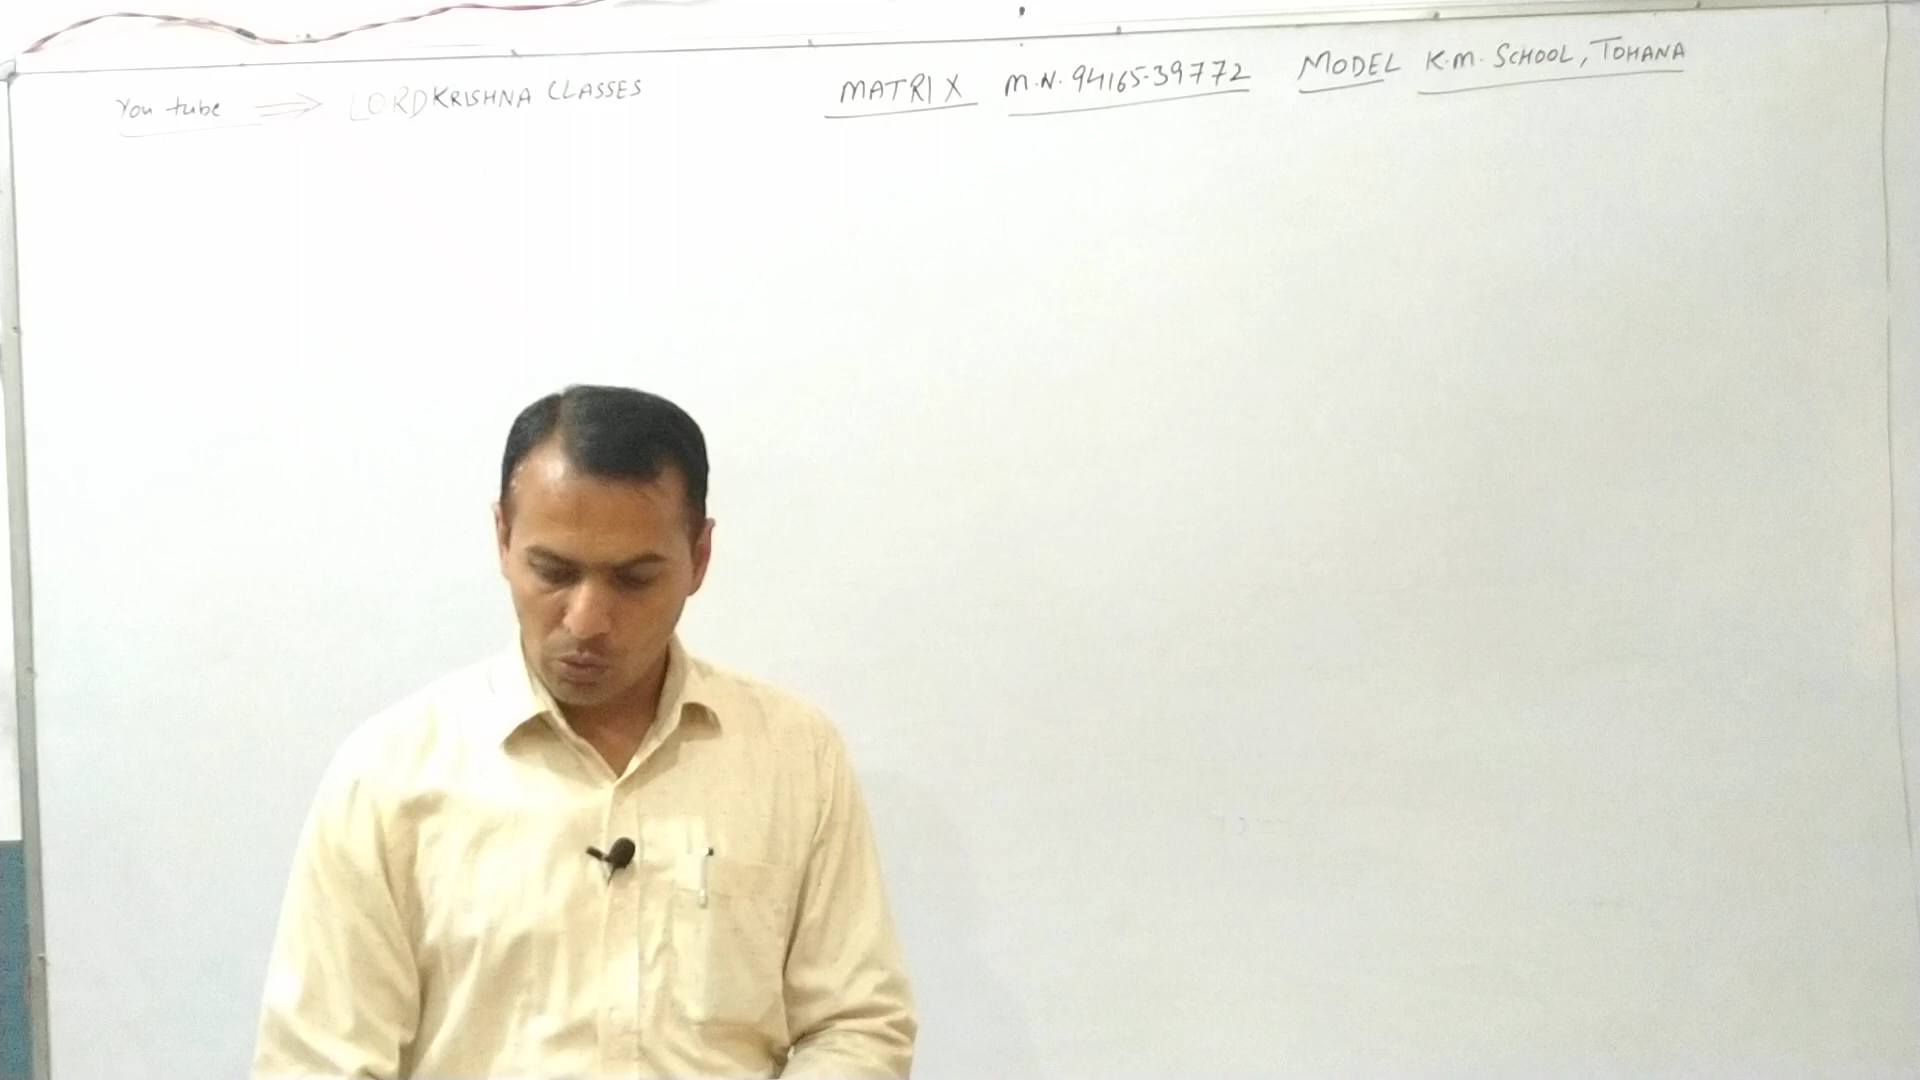 You tube ⇒ LORD KRISHNA CLASSES MATRIX M.N. 94165-39772 MODEL K.M. SCHOOL, TOHANA